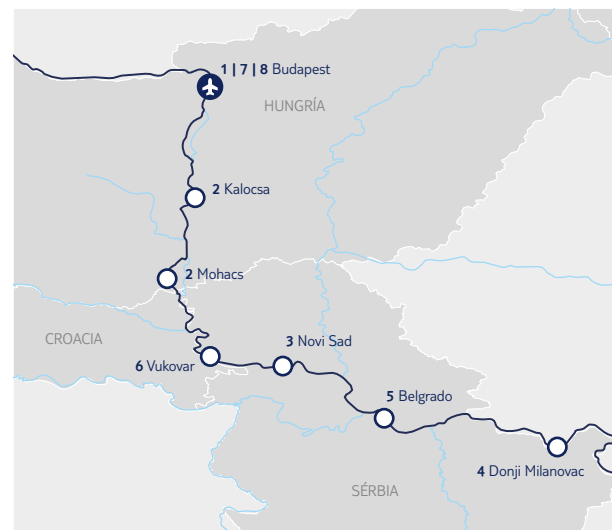 1 | 7 | 8 Budapest
HUNGRÍA
2 Kalocsa
2 Mohacs
CROACIA
3 Novi Sad
6 Vukovar
5 Belgrado
4 Donji Milanovac
SÉRBIA